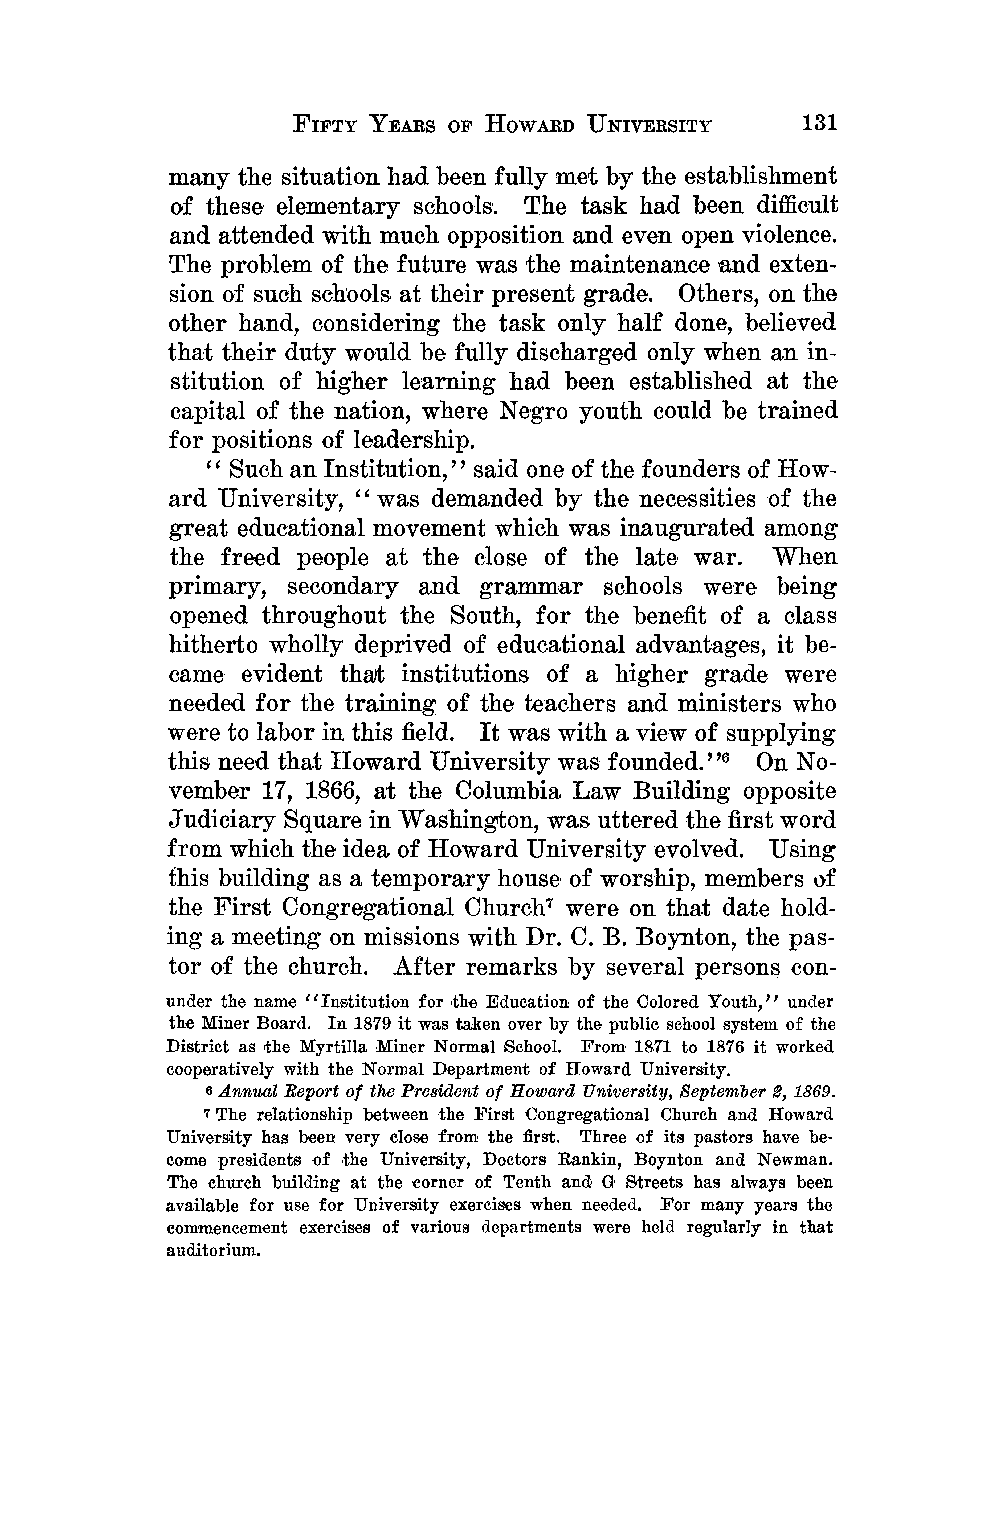 FIFTY YEARS OF HOWARD UNIVERSITY 131
many the situation had been fully met by the establishment
of these elementary schools. The task had been difficult
and attended with much opposition and even open violence.
The problem of the future was the maintenance and exten-
sion of such schools at their present grade. Others, on the
other hand, considering the task only half done, believed
that their duty would be fully discharged only when an in-
stitution of higher learning had been established at the
capital of the nation, where Negro youth could be trained
for positions of leadership.
“ Such an Institution,” said one of the founders of How-
ard University, “ was demanded by the necessities of the
great educational movement which was inaugurated among
the freed people at the close of the late war. When
primary, secondary and grammar schools were being
opened throughout the South, for the benefit of a class
hitherto wholly deprived of educational advantages, it be-
came evident that institutions of a higher grade were
needed for the training of the teachers and ministers who
were to labor in this field. It was with a view of supplying
this need that Howard University was founded.”⁶ On No-
vember 17, 1866, at the Columbia Law Building opposite
Judiciary Square in Washington, was uttered the first word
from which the idea of Howard University evolved. Using
this building as a temporary house of worship, members of
the First Congregational Church⁷ were on that date hold-
ing a meeting on missions with Dr. C. B. Boynton, the pas-
tor of the church. After remarks by several persons con-
under the name “Institution for the Education of the Colored Youth,” under
the Miner Board. In 1879 it was taken over by the public school system of the
District as the Myrtilla Miner Normal School. From 1871 to 1876 it worked
cooperatively with the Normal Department of Howard University.
⁶ Annual Report of the President of Howard University, September 2, 1869.
⁷ The relationship between the First Congregational Church and Howard
University has been very close from the first. Three of its pastors have be-
come presidents of the University, Doctors Rankin, Boynton and Newman.
The church building at the corner of Tenth and G Streets has always been
available for use for University exercises when needed. For many years the
commencement exercises of various departments were held regularly in that
auditorium.